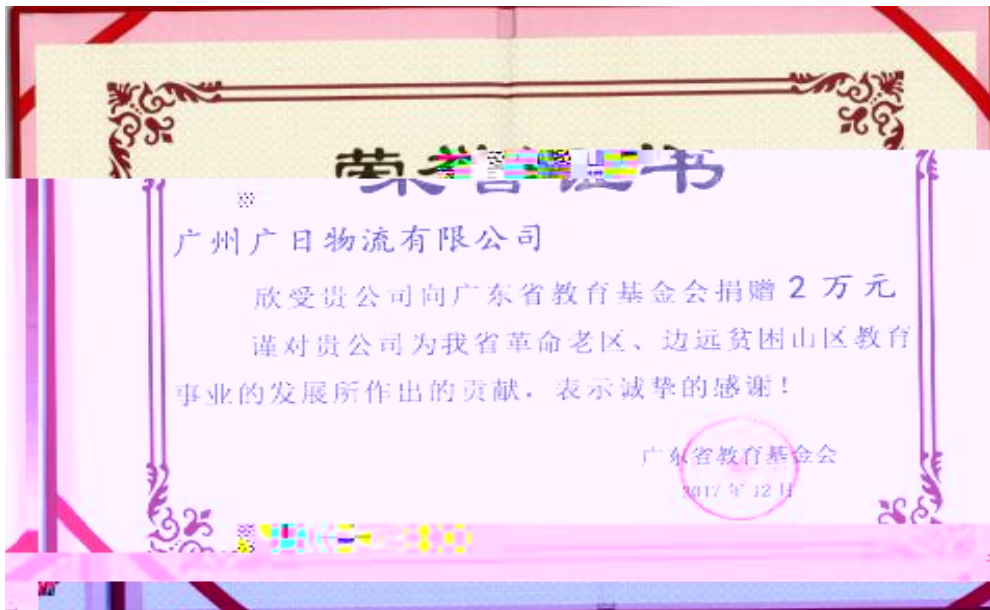 荣誉证书
广州广日物流有限公司
欣受贵公司向广东省教育基金会捐赠2万元
谨对贵公司为我省革命老区、边远贫困山区教育
事业的发展所作出的贡献，表示诚挚的感谢！
广东省教育基金会
2017年12月